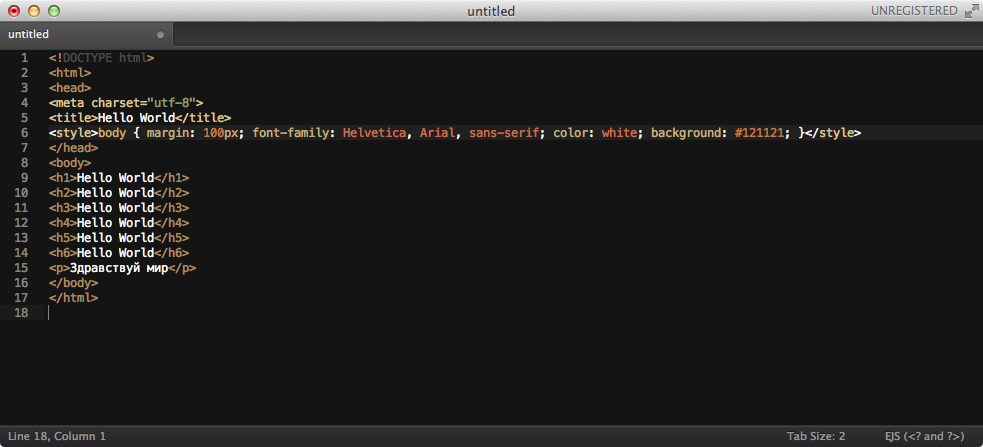 untitled
UNREGISTERED
untitled
1 <!DOCTYPE html>
2 <html>
3 <head>
4 <meta charset="utf-8">
5 <title>Hello World</title>
6 <style>body { margin: 100px; font-family: Helvetica, Arial, sans-serif; color: white; background: #121121; }</style>
7 </head>
8 <body>
9 <h1>Hello World</h1>
10 <h2>Hello World</h2>
11 <h3>Hello World</h3>
12 <h4>Hello World</h4>
13 <h5>Hello World</h5>
14 <h6>Hello World</h6>
15 <p>Здравствуй мир</p>
16 </body>
17 </html>
18
Line 18, Column 1
Tab Size: 2
EJS (<? and ?>)